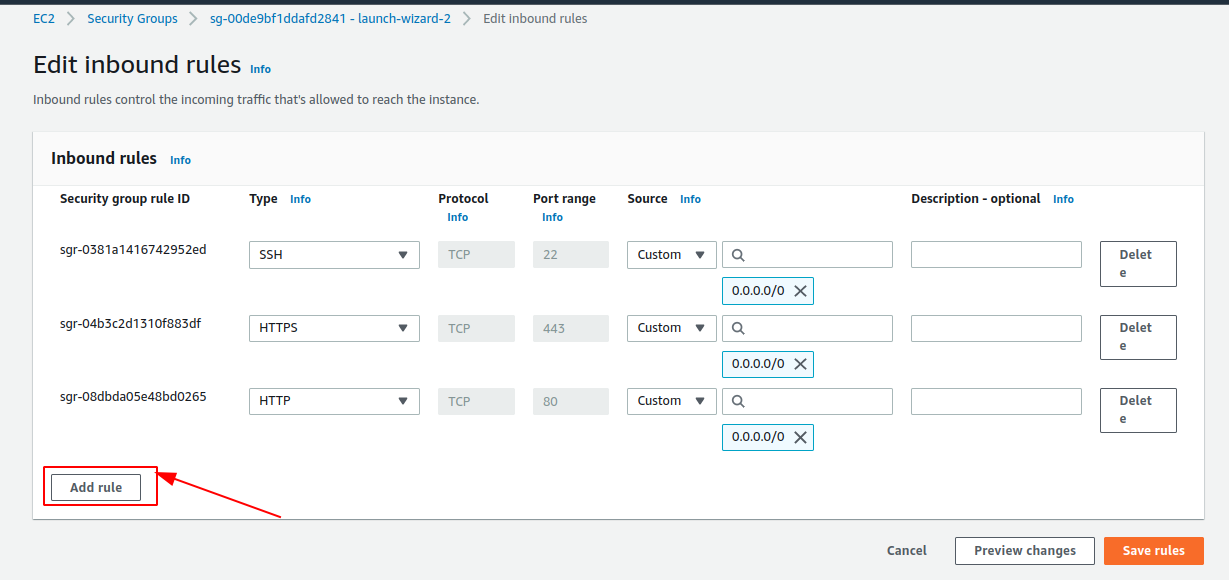 EC2 > Security Groups > sg-00de9bf1ddafd2841 - launch-wizard-2 > Edit inbound rules
Edit inbound rules Info
Inbound rules control the incoming traffic that's allowed to reach the instance.
Inbound rules Info
Security group rule ID Type Info Protocol Info Port range Info Source Info Description - optional Info
sgr-0381a1416742952ed SSH TCP 22 Custom Delet
e
0.0.0.0/0
sgr-04b3c2d1310f883df HTTPS TCP 443 Custom Delet
e
0.0.0.0/0
sgr-08dbda05e48bd0265 HTTP TCP 80 Custom Delet
e
0.0.0.0/0
Add rule
Cancel Preview changes Save rules